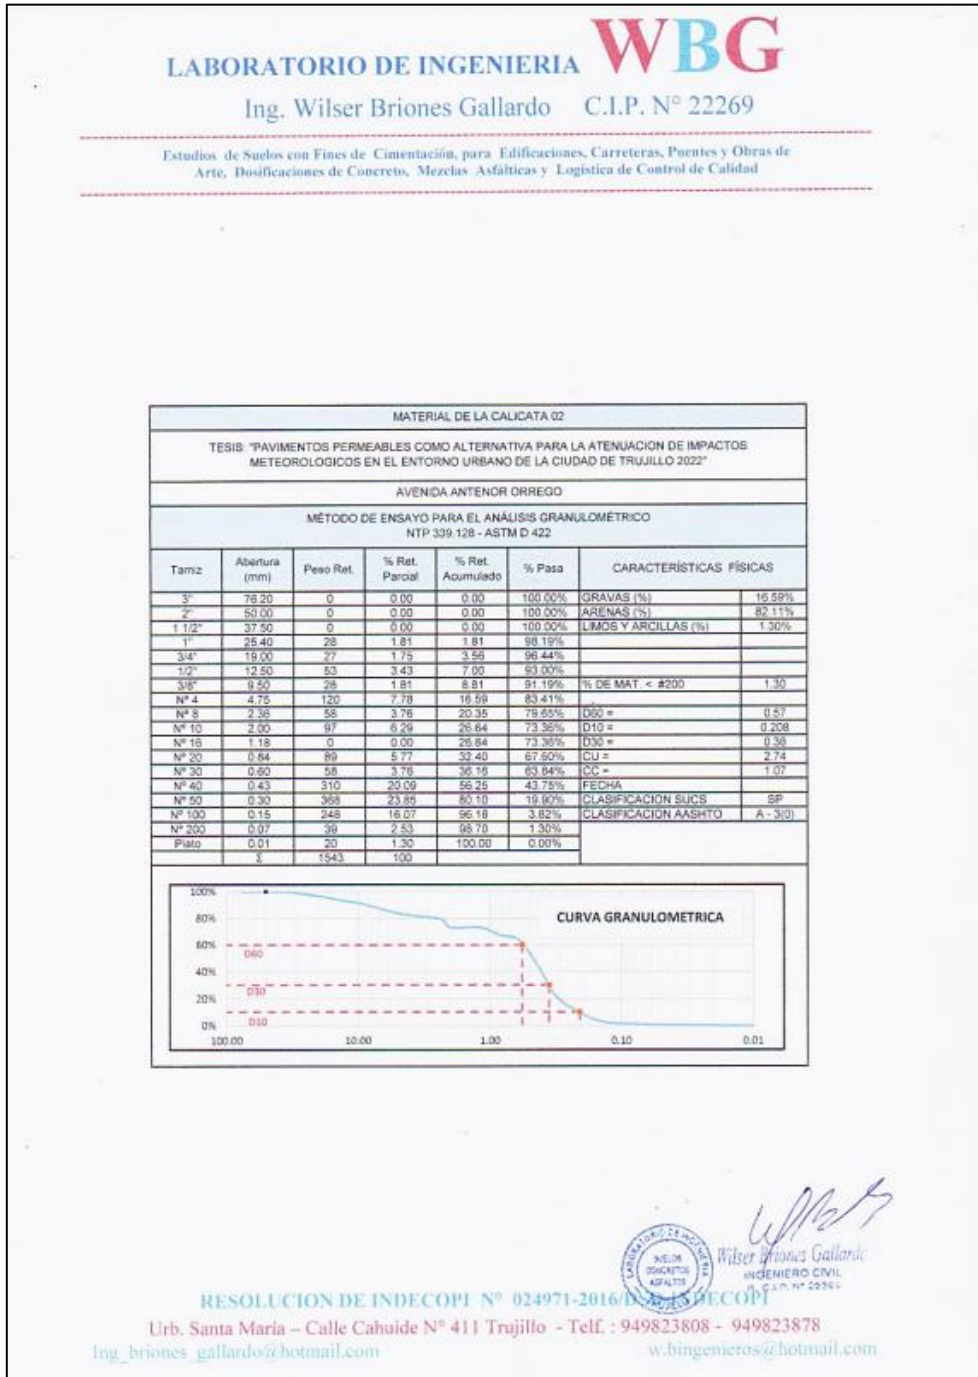 WBG
LABORATORIO DE INGENIERIA
Ing. Wilser Briones Gallardo C.I.P. N° 22269
Estudios de Suelos con Fines de Cimentación, para Edificaciones, Carreteras, Puentes y Obras de
Arte, Dosificaciones de Concreto, Mezclas Asfálticas y Logística de Control de Calidad
MATERIAL DE LA CALICATA 02
TESIS: "PAVIMENTOS PERMEABLES COMO ALTERNATIVA PARA LA ATENUACION DE IMPACTOS
METEOROLOGICOS EN EL ENTORNO URBANO DE LA CIUDAD DE TRUJILLO 2022"
AVENIDA ANTENOR ORREGO
MÉTODO DE ENSAYO PARA EL ANÁLISIS GRANULOMÉTRICO
NTP 339.128 - ASTM D 422
Tamiz Abertura (mm) Peso Ret. % Ret. Parcial % Ret. Acumulado % Pasa CARACTERÍSTICAS FÍSICAS
3" 76.20 0 0.00 0.00 100.00% GRAVAS (%) 16.59%
2" 50.00 0 0.00 0.00 100.00% ARENAS (%) 82.11%
1 1/2" 37.50 0 0.00 0.00 100.00% LIMOS Y ARCILLAS (%) 1.30%
1" 25.40 28 1.81 1.81 98.19%
3/4" 19.00 27 1.75 3.56 96.44%
1/2" 12.50 53 3.43 7.00 93.00%
3/8" 9.50 28 1.81 8.81 91.19% % DE MAT. < #200 1.30
N° 4 4.75 120 7.78 16.59 83.41%
N° 8 2.36 58 3.76 20.35 79.65% D60 = 0.57
N° 10 2.00 97 6.29 26.64 73.36% D10 = 0.208
N° 16 1.18 0 0.00 26.64 73.36% D30 = 0.36
N° 20 0.84 89 5.77 32.40 67.60% CU = 2.74
N° 30 0.60 58 3.76 36.16 63.84% CC = 1.07
N° 40 0.43 310 20.09 56.25 43.75% FECHA
N° 50 0.30 368 23.85 80.10 19.90% CLASIFICACION SUCS SP
N° 100 0.15 248 16.07 96.18 3.82% CLASIFICACION AASHTO A - 3(0)
N° 200 0.07 39 2.53 98.70 1.30%
Plato 0.01 20 1.30 100.00 0.00%
Σ 1543 100
CURVA GRANULOMETRICA
100%
80%
60%
D60
40%
D30
20%
D10
0%
100.00 10.00 1.00 0.10 0.01
LABORATORIO DE INGENIERIA
SUELOS
CONCRETOS
ASFALTOS
TRUJILLO
Wilser Briones Gallardo
INGENIERO CIVIL
RESOLUCION DE INDECOPI N° 024971-2016/
INDECOPI
Urb. Santa María – Calle Cahuide N° 411 Trujillo - Telf. : 949823808 - 949823878
Ing_briones_gallardo@hotmail.com w.bingenieros@hotmail.com